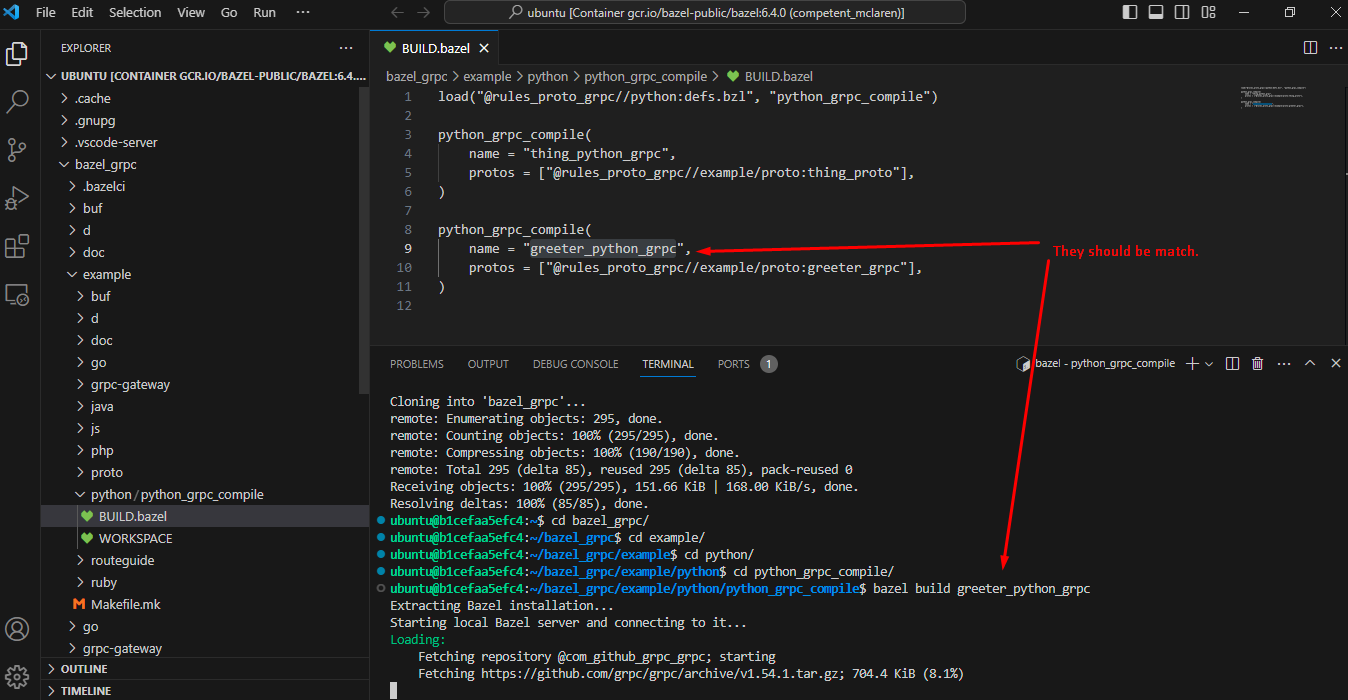 File Edit Selection View Go Run ···
ubuntu [Container gcr.io/bazel-public/bazel:6.4.0 (competent_mclaren)]
EXPLORER ···
UBUNTU [CONTAINER GCR.IO/BAZEL-PUBLIC/BAZEL:6.4....
.cache
.gnupg
.vscode-server
bazel_grpc
.bazelci
buf
d
doc
example
buf
d
doc
go
grpc-gateway
java
js
php
proto
python / python_grpc_compile
BUILD.bazel
WORKSPACE
routeguide
ruby
Makefile.mk
go
grpc-gateway
OUTLINE
TIMELINE
BUILD.bazel
bazel_grpc > example > python > python_grpc_compile > BUILD.bazel
1 load("@rules_proto_grpc//python:defs.bzl", "python_grpc_compile")
2
3 python_grpc_compile(
4 name = "thing_python_grpc",
5 protos = ["@rules_proto_grpc//example/proto:thing_proto"],
6 )
7
8 python_grpc_compile(
9 name = "greeter_python_grpc",
10 protos = ["@rules_proto_grpc//example/proto:greeter_grpc"],
11 )
12
They should be match.
PROBLEMS OUTPUT DEBUG CONSOLE TERMINAL PORTS 1
bazel - python_grpc_compile
Cloning into 'bazel_grpc'...
remote: Enumerating objects: 295, done.
remote: Counting objects: 100% (295/295), done.
remote: Compressing objects: 100% (190/190), done.
remote: Total 295 (delta 85), reused 295 (delta 85), pack-reused 0
Receiving objects: 100% (295/295), 151.66 KiB | 168.00 KiB/s, done.
Resolving deltas: 100% (85/85), done.
ubuntu@b1cefaa5efc4:~$ cd bazel_grpc/
ubuntu@b1cefaa5efc4:~/bazel_grpc$ cd example/
ubuntu@b1cefaa5efc4:~/bazel_grpc/example$ cd python/
ubuntu@b1cefaa5efc4:~/bazel_grpc/example/python$ cd python_grpc_compile/
ubuntu@b1cefaa5efc4:~/bazel_grpc/example/python/python_grpc_compile$ bazel build greeter_python_grpc
Extracting Bazel installation...
Starting local Bazel server and connecting to it...
Loading:
Fetching repository @com_github_grpc_grpc; starting
Fetching https://github.com/grpc/grpc/archive/v1.54.1.tar.gz; 704.4 KiB (8.1%)